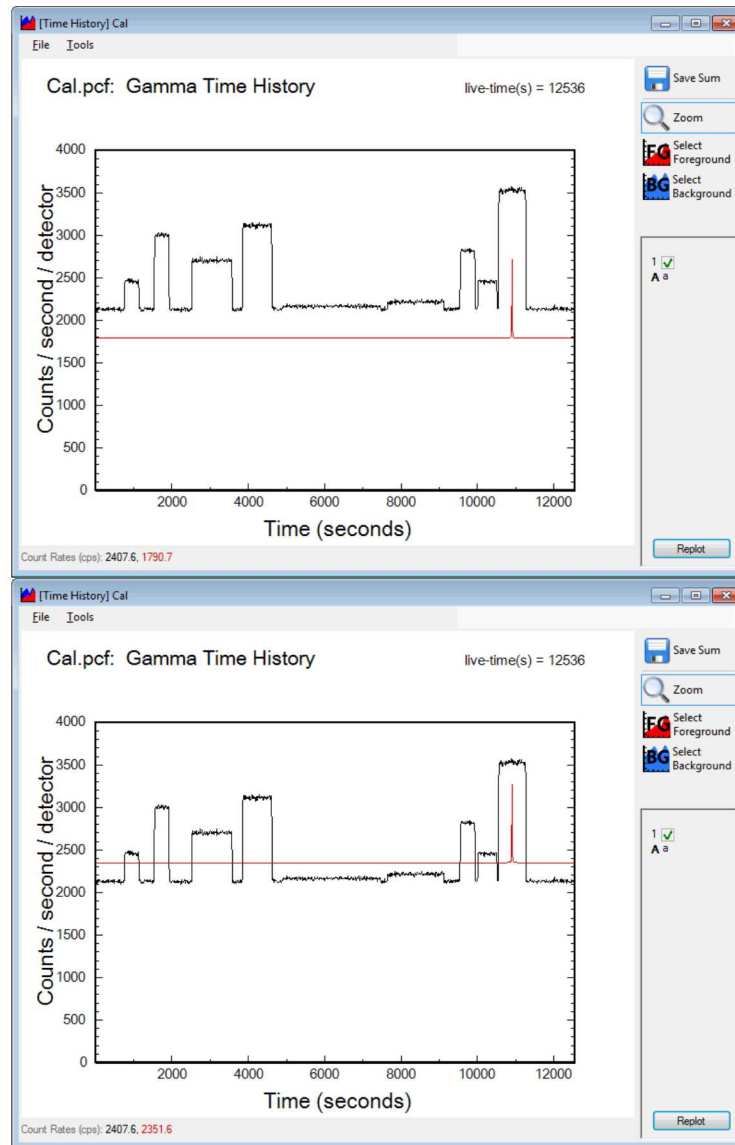 [Time History] Cal
File Tools
Cal.pcf: Gamma Time History
live-time(s) = 12536
Save Sum
Zoom
FG Select
Foreground
BG Select
Background
4000
3500
3000
2500
2000
1500
1000
500
0
Counts / second / detector
2000 4000 6000 8000 10000 12000
Time (seconds)
1
A a
Replot
Count Rates (cps): 2407.6, 1790.7
[Time History] Cal
File Tools
Cal.pcf: Gamma Time History
live-time(s) = 12536
Save Sum
Zoom
FG Select
Foreground
BG Select
Background
4000
3500
3000
2500
2000
1500
1000
500
0
Counts / second / detector
2000 4000 6000 8000 10000 12000
Time (seconds)
1
A a
Replot
Count Rates (cps): 2407.6, 2351.6